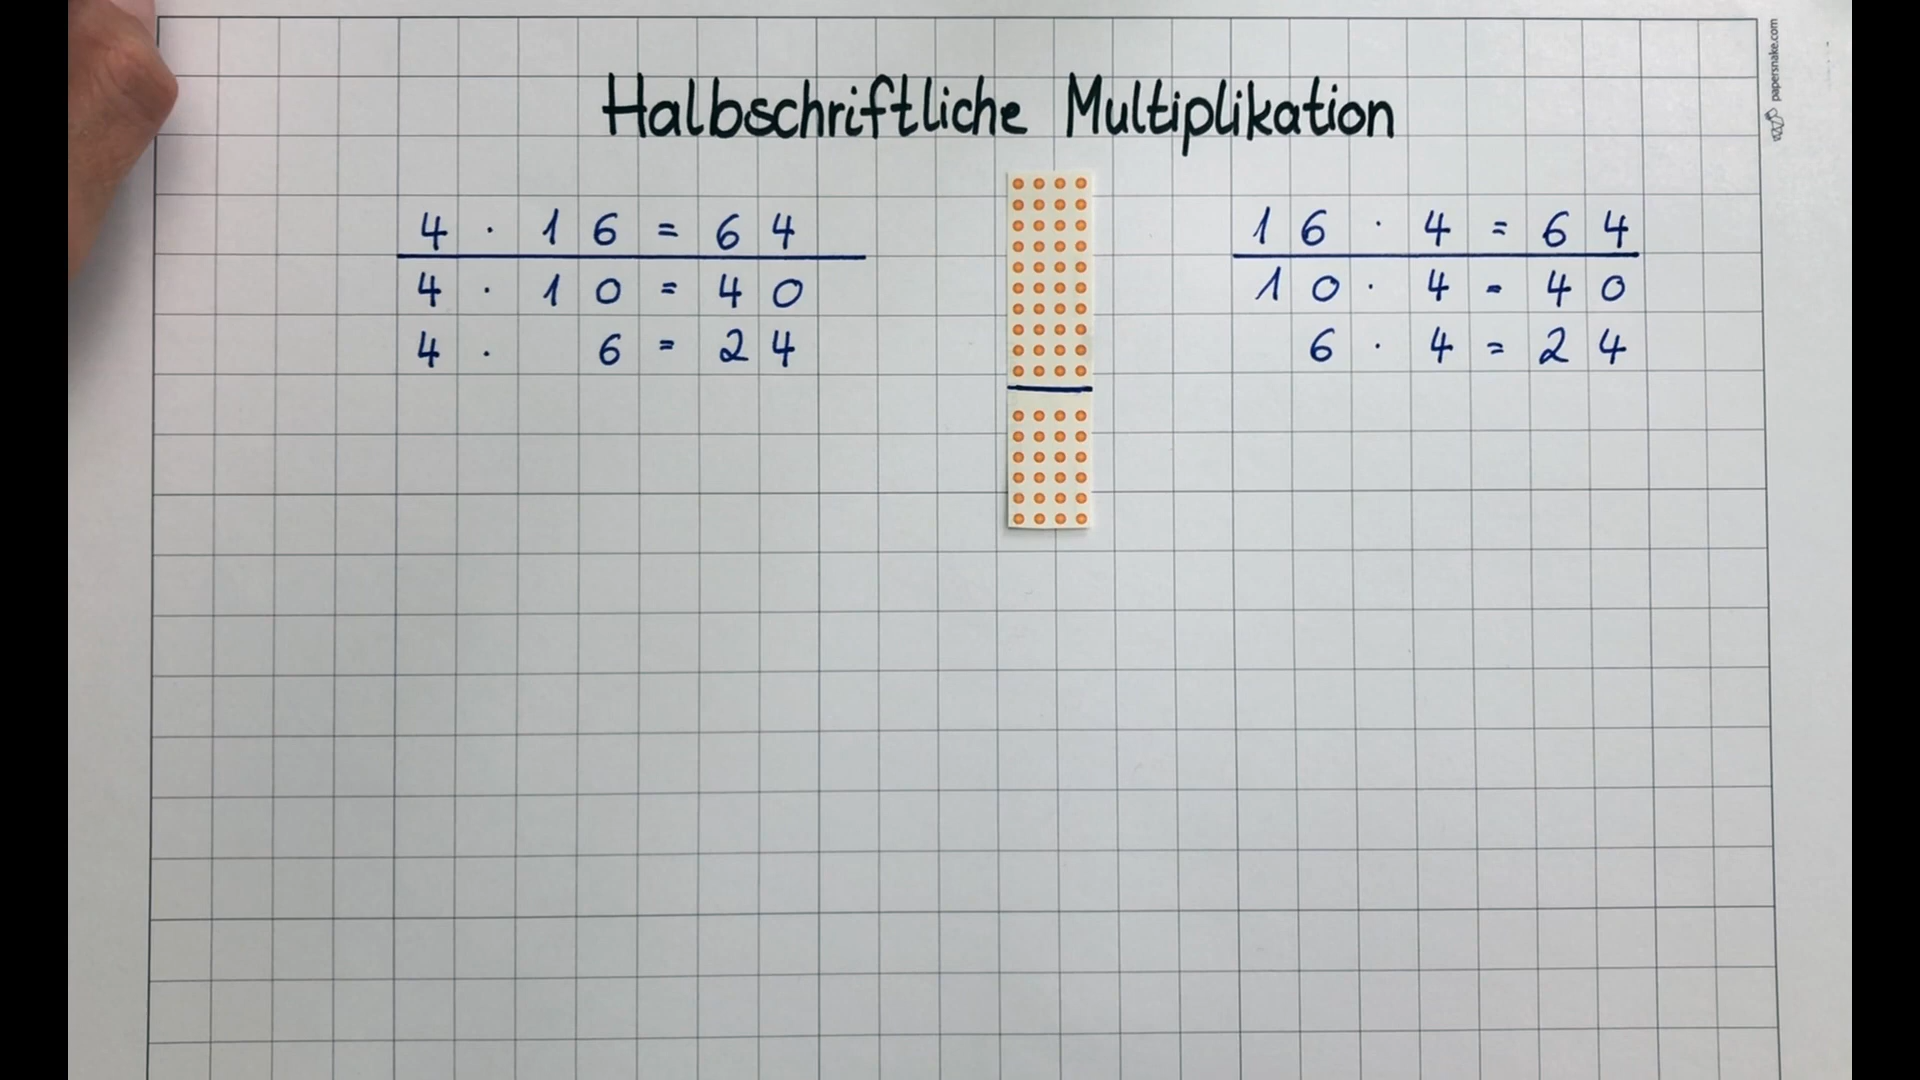 Halbschriftliche Multiplikation
4 · 16 = 64
4 · 10 = 40
4 · 6 = 24
16 · 4 = 64
10 · 4 = 40
6 · 4 = 24
papersnake.com